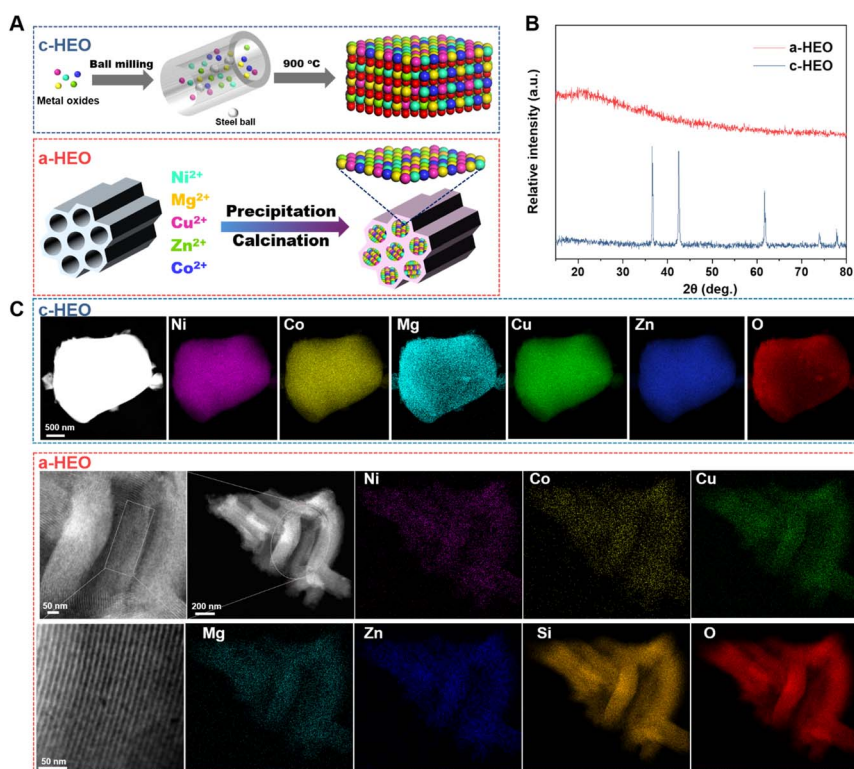 A
c-HEO
Ball milling
900 °C
Metal oxides
Steel ball
a-HEO
Ni²⁺
Mg²⁺
Cu²⁺
Zn²⁺
Co²⁺
Precipitation
Calcination
B
Relative intensity (a.u.)
a-HEO
c-HEO
20 30 40 50 60 70 80
2θ (deg.)
C
c-HEO
Ni Co Mg Cu Zn O
500 nm
a-HEO
Ni Co Cu
50 nm 200 nm
Mg Zn Si O
50 nm